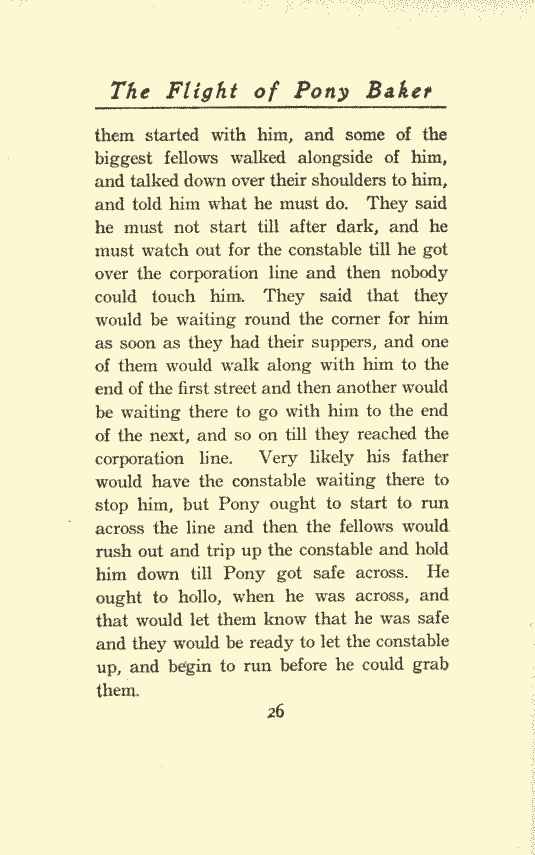 The Flight of Pony Baker
them started with him, and some of the
biggest fellows walked alongside of him,
and talked down over their shoulders to him,
and told him what he must do. They said
he must not start till after dark, and he
must watch out for the constable till he got
over the corporation line and then nobody
could touch him. They said that they
would be waiting round the corner for him
as soon as they had their suppers, and one
of them would walk along with him to the
end of the first street and then another would
be waiting there to go with him to the end
of the next, and so on till they reached the
corporation line. Very likely his father
would have the constable waiting there to
stop him, but Pony ought to start to run
across the line and then the fellows would
rush out and trip up the constable and hold
him down till Pony got safe across. He
ought to hollo, when he was across, and
that would let them know that he was safe
and they would be ready to let the constable
up, and begin to run before he could grab
them.
26